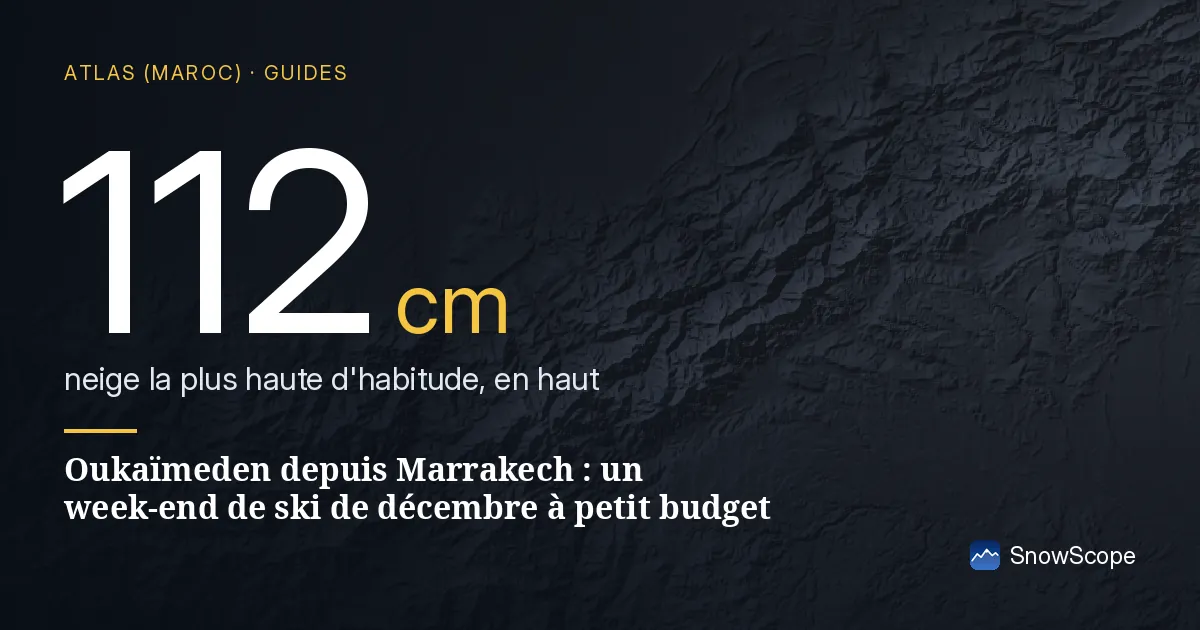 ATLAS (MAROC) · GUIDES
112 cm
neige la plus haute d'habitude, en haut
Oukaïmeden depuis Marrakech : un
week-end de ski de décembre à petit budget
SnowScope